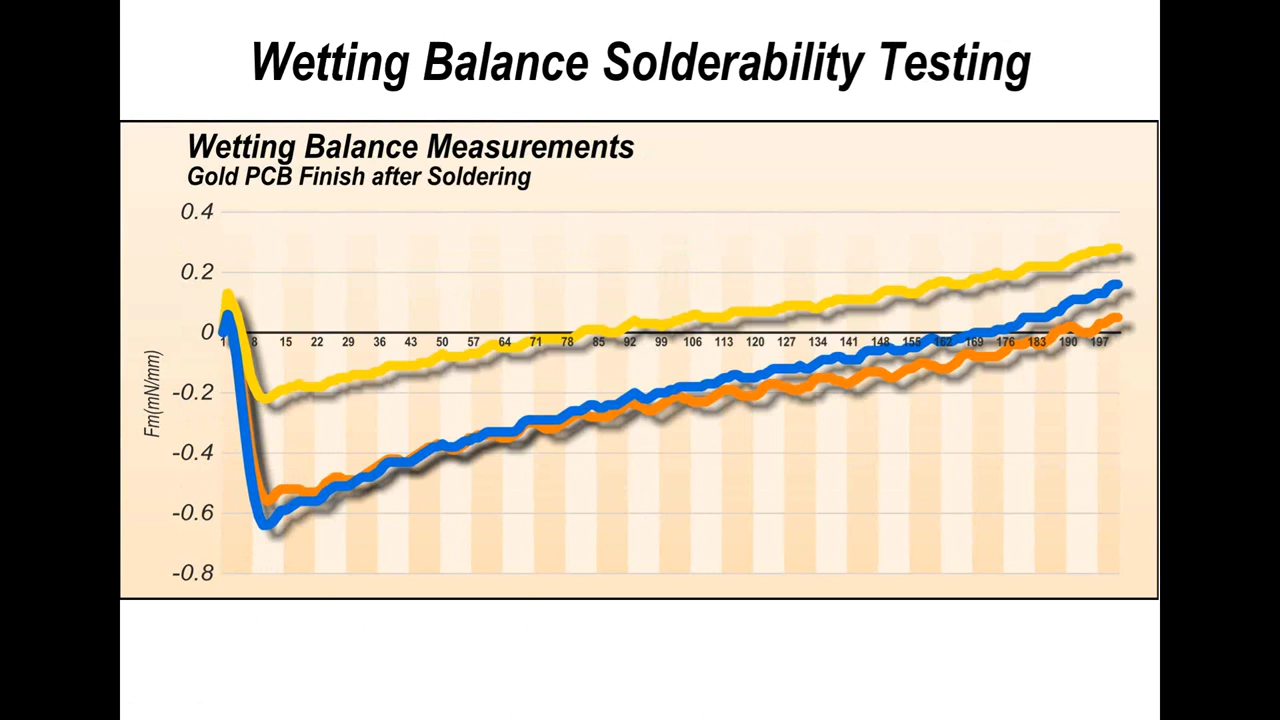 Wetting Balance Solderability Testing
Wetting Balance Measurements
Gold PCB Finish after Soldering
0.4
0.2
0
-0.2
-0.4
-0.6
-0.8
Fm(mN/mm)
1 8 15 22 29 36 43 50 57 64 71 78 85 92 99 106 113 120 127 134 141 148 155 162 169 176 183 190 197